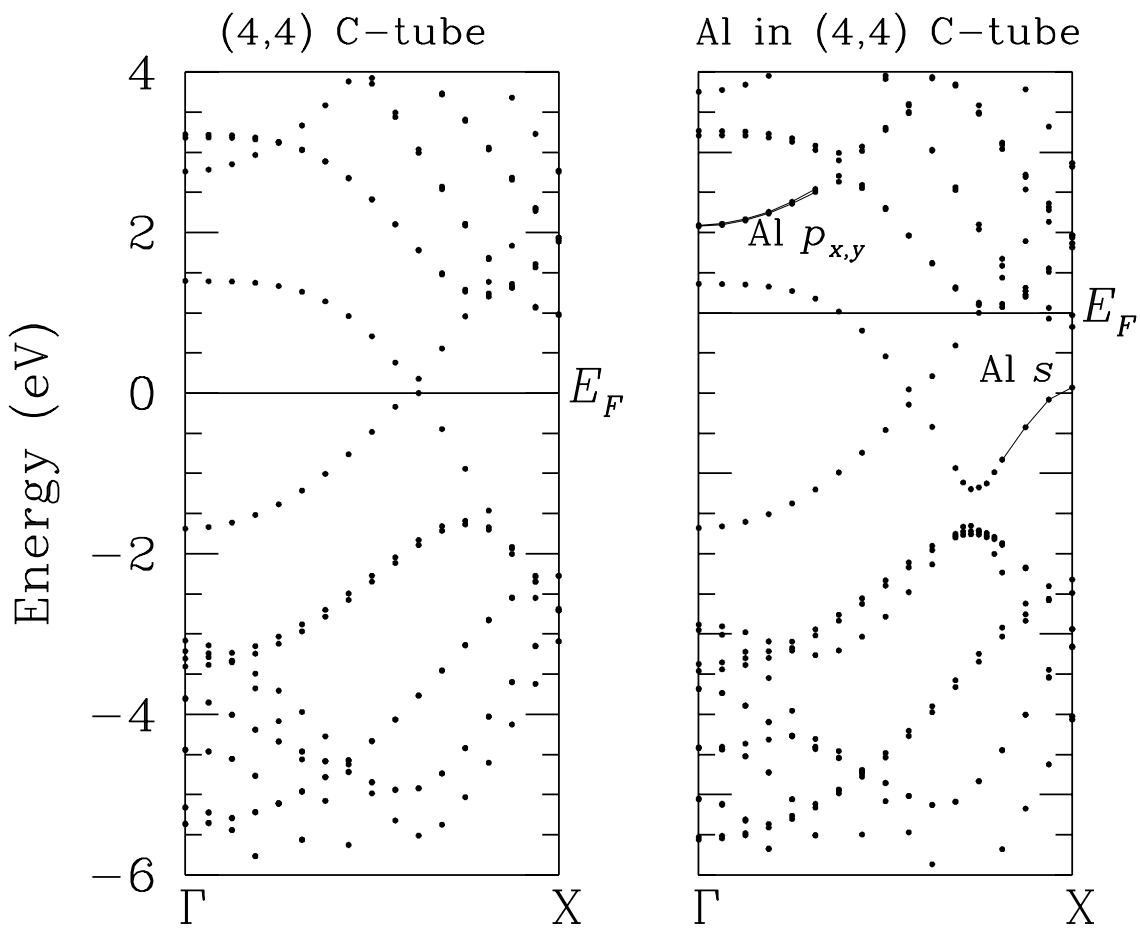 (4,4) C-tube
Al in (4,4) C-tube
Energy (eV)
4
2
0
-2
-4
-6
E_F
Γ
X
Al p_x,y
E_F
Al s
Γ
X